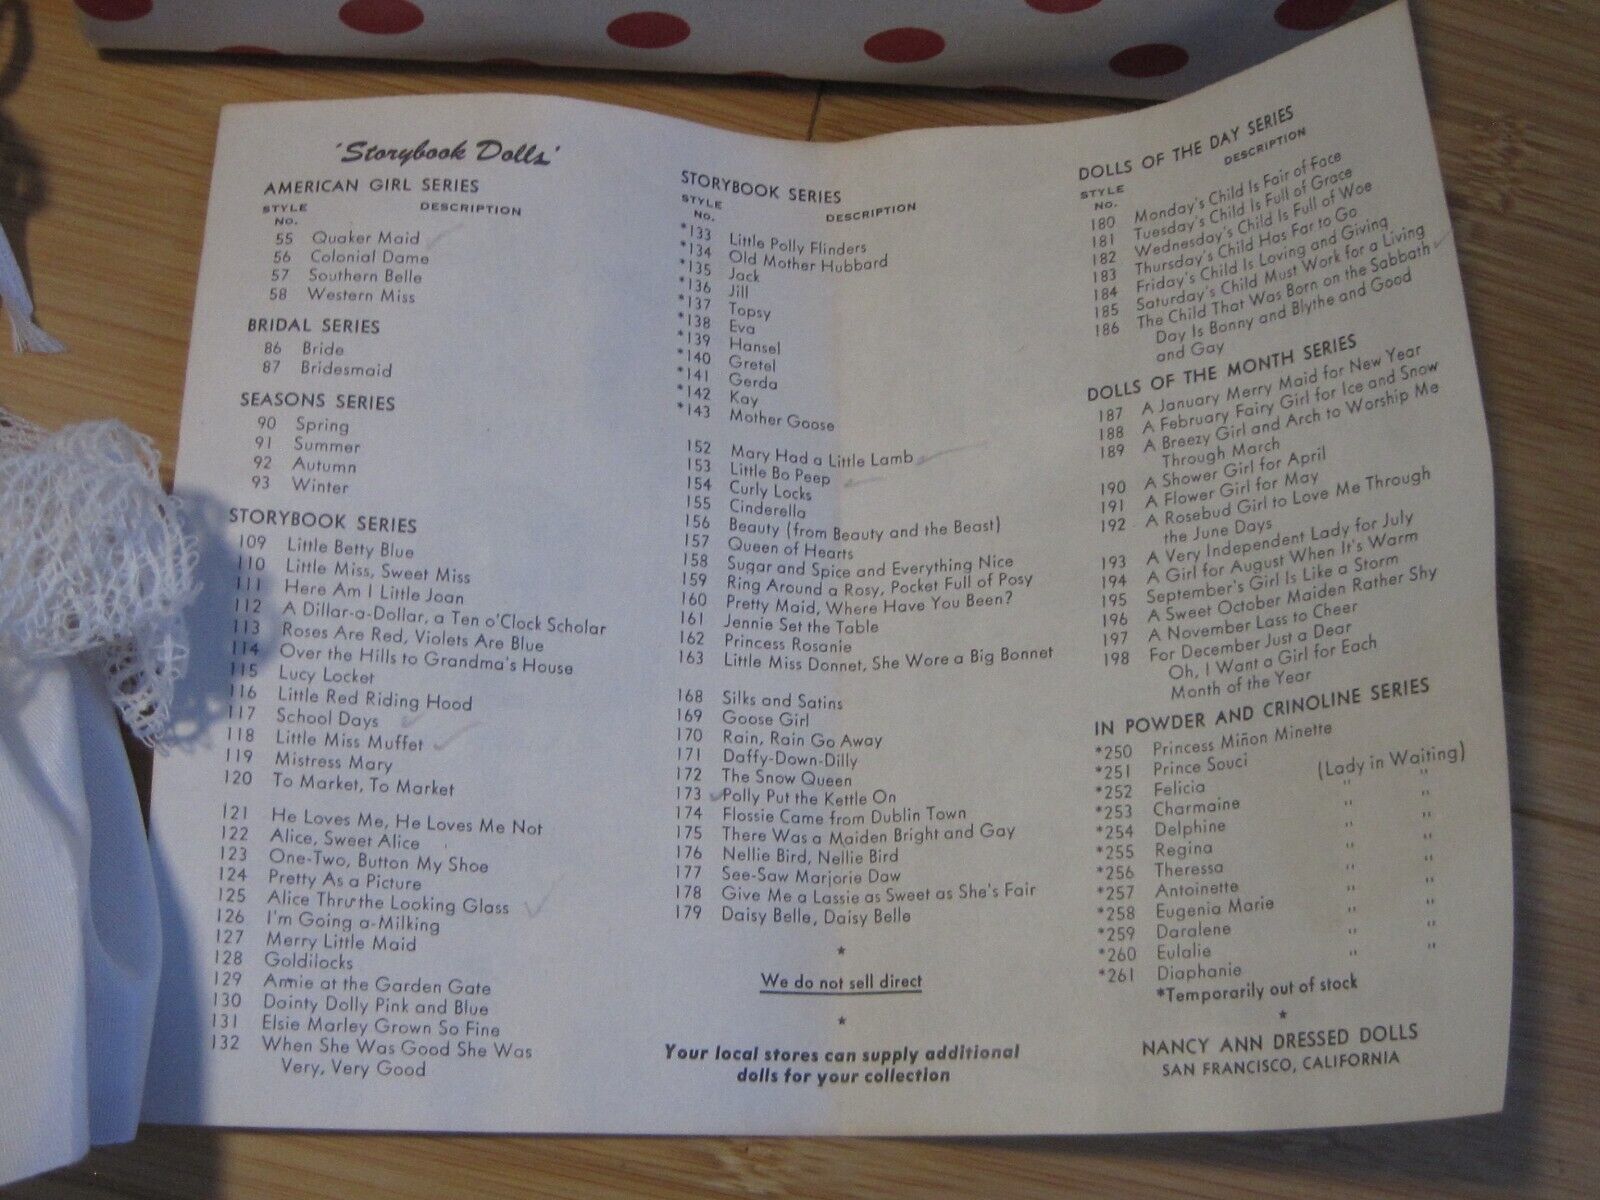 'Storybook Dolls'
AMERICAN GIRL SERIES
STYLE No. DESCRIPTION
55 Quaker Maid
56 Colonial Dame
57 Southern Belle
58 Western Miss
BRIDAL SERIES
86 Bride
87 Bridesmaid
SEASONS SERIES
90 Spring
91 Summer
92 Autumn
93 Winter
STORYBOOK SERIES
109 Little Betty Blue
110 Little Miss, Sweet Miss
111 Here Am I Little Joan
112 A Dillar-a-Dollar, a Ten o'Clock Scholar
113 Roses Are Red, Violets Are Blue
114 Over the Hills to Grandma's House
115 Lucy Locket
116 Little Red Riding Hood
117 School Days
118 Little Miss Muffet
119 Mistress Mary
120 To Market, To Market
121 He Loves Me, He Loves Me Not
122 Alice, Sweet Alice
123 One-Two, Button My Shoe
124 Pretty As a Picture
125 Alice Thru the Looking Glass
126 I'm Going a-Milking
127 Merry Little Maid
128 Goldilocks
129 Annie at the Garden Gate
130 Dainty Dolly Pink and Blue
131 Elsie Marley Grown So Fine
132 When She Was Good She Was
Very, Very Good
STORYBOOK SERIES
STYLE No. DESCRIPTION
*133 Little Polly Flinders
*134 Old Mother Hubbard
*135 Jack
*136 Jill
*137 Topsy
*138 Eva
*139 Hansel
*140 Gretel
*141 Gerda
*142 Kay
*143 Mother Goose
152 Mary Had a Little Lamb
153 Little Bo Peep
154 Curly Locks
155 Cinderella
156 Beauty (from Beauty and the Beast)
157 Queen of Hearts
158 Sugar and Spice and Everything Nice
159 Ring Around a Rosy, Pocket Full of Posy
160 Pretty Maid, Where Have You Been?
161 Jennie Set the Table
162 Princess Rosanie
163 Little Miss Donnet, She Wore a Big Bonnet
168 Silks and Satins
169 Goose Girl
170 Rain, Rain Go Away
171 Daffy-Down-Dilly
172 The Snow Queen
173 Polly Put the Kettle On
174 Flossie Came from Dublin Town
175 There Was a Maiden Bright and Gay
176 Nellie Bird, Nellie Bird
177 See-Saw Marjorie Daw
178 Give Me a Lassie as Sweet as She's Fair
179 Daisy Belle, Daisy Belle
*
We do not sell direct
*
Your local stores can supply additional
dolls for your collection
DOLLS OF THE DAY SERIES
STYLE No. DESCRIPTION
180 Monday's Child Is Fair of Face
181 Tuesday's Child Is Full of Grace
182 Wednesday's Child Is Full of Woe
183 Thursday's Child Has Far to Go
184 Friday's Child Is Loving and Giving
185 Saturday's Child Must Work for a Living
186 The Child That Was Born on the Sabbath
Day Is Bonny and Blythe and Good
and Gay
DOLLS OF THE MONTH SERIES
187 A January Merry Maid for New Year
188 A February Fairy Girl for Ice and Snow
189 A Breezy Girl and Arch to Worship Me
Through March
190 A Shower Girl for April
191 A Flower Girl for May
192 A Rosebud Girl to Love Me Through
the June Days
193 A Very Independent Lady for July
194 A Girl for August When It's Warm
195 September's Girl Is Like a Storm
196 A Sweet October Maiden Rather Shy
197 A November Lass to Cheer
198 For December Just a Dear
Oh, I Want a Girl for Each
Month of the Year
IN POWDER AND CRINOLINE SERIES
*250 Princess Miñon Minette
*251 Prince Souci
*252 Felicia (Lady in Waiting)
*253 Charmaine " "
*254 Delphine " "
*255 Regina " "
*256 Theressa " "
*257 Antoinette " "
*258 Eugenia Marie " "
*259 Daralene " "
*260 Eulalie " "
*261 Diaphanie " "
*Temporarily out of stock
*
NANCY ANN DRESSED DOLLS
SAN FRANCISCO, CALIFORNIA